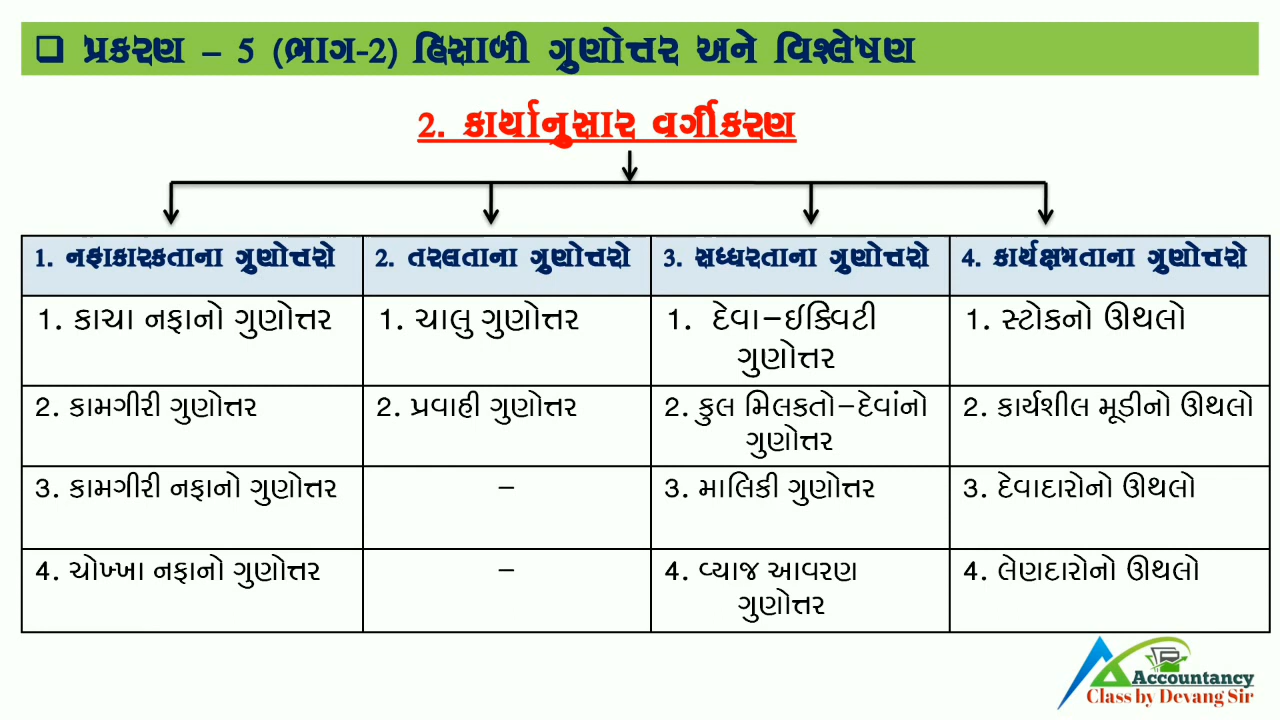 ❑ પ્રકરણ – 5 (ભાગ-2) હિસાબી ગુણોત્તર અને વિશ્લેષણ
2. કાર્યાનુસાર વર્ગીકરણ
1. નફાકારકતાના ગુણોત્તરો 2. તરલતાના ગુણોત્તરો 3. સધ્ધરતાના ગુણોત્તરો 4. કાર્યક્ષમતાના ગુણોત્તરો
1. કાચા નફાનો ગુણોત્તર 1. ચાલુ ગુણોત્તર 1. દેવા–ઈક્વિટી 1. સ્ટોકનો ઊથલો
ગુણોત્તર
2. કામગીરી ગુણોત્તર 2. પ્રવાહી ગુણોત્તર 2. કુલ મિલકતો–દેવાંનો 2. કાર્યશીલ મૂડીનો ઊથલો
ગુણોત્તર
3. કામગીરી નફાનો ગુણોત્તર – 3. માલિકી ગુણોત્તર 3. દેવાદારોનો ઊથલો
4. ચોખ્ખા નફાનો ગુણોત્તર – 4. વ્યાજ આવરણ 4. લેણદારોનો ઊથલો
ગુણોત્તર
Accountancy
Class by Devang Sir